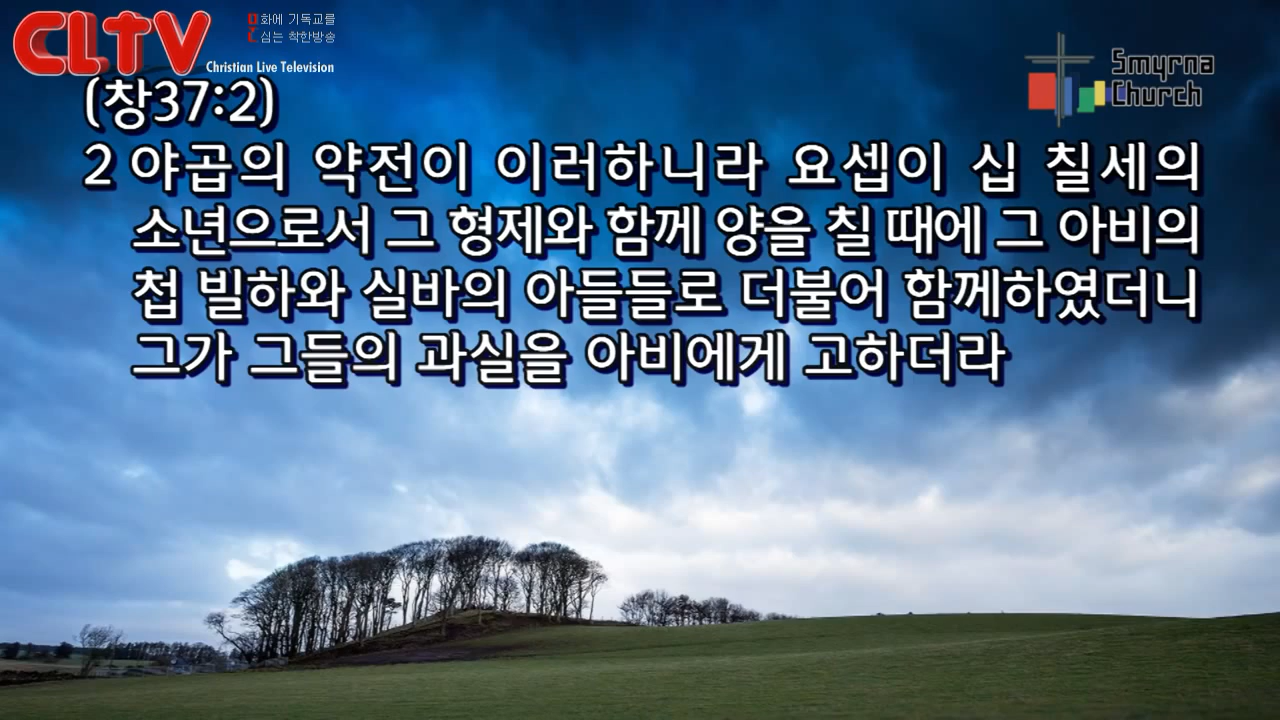 CLTV
문화에 기독교를
심는 착한방송
Christian Live Television
Smyrna
Church
(창37:2)
2 야곱의 약전이 이러하니라 요셉이 십 칠세의
소년으로서 그 형제와 함께 양을 칠 때에 그 아비의
첩 빌하와 실바의 아들들로 더불어 함께하였더니
그가 그들의 과실을 아비에게 고하더라